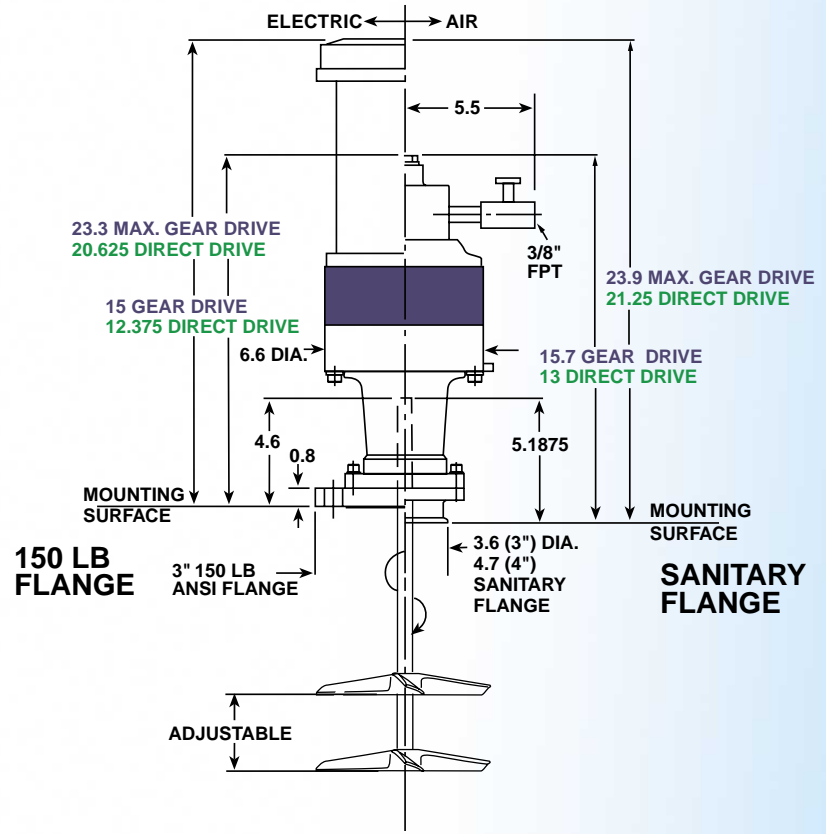 ELECTRIC
AIR
5.5
23.3 MAX. GEAR DRIVE
20.625 DIRECT DRIVE
3/8"
FPT
23.9 MAX. GEAR DRIVE
21.25 DIRECT DRIVE
15 GEAR DRIVE
12.375 DIRECT DRIVE
6.6 DIA.
15.7 GEAR DRIVE
13 DIRECT DRIVE
4.6
5.1875
0.8
MOUNTING
SURFACE
MOUNTING
SURFACE
150 LB
FLANGE
3" 150 LB
ANSI FLANGE
3.6 (3") DIA.
4.7 (4")
SANITARY
FLANGE
SANITARY
FLANGE
ADJUSTABLE